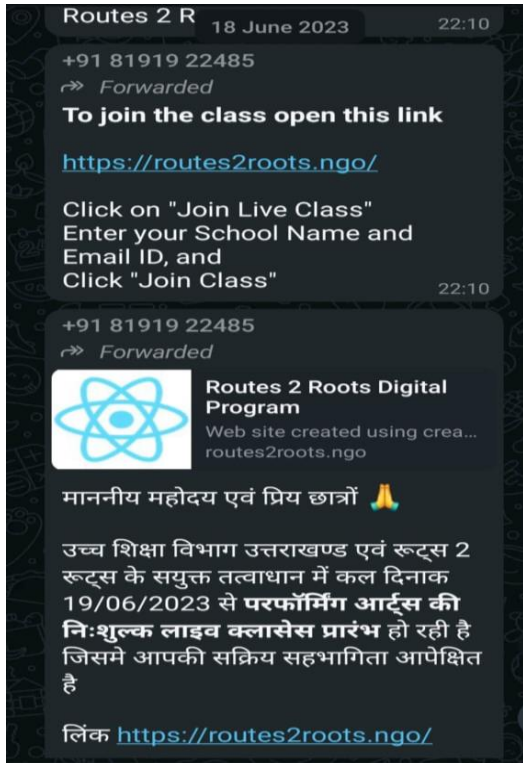 Routes 2 R
18 June 2023
22:10
+91 81919 22485
Forwarded
To join the class open this link
https://routes2roots.ngo/
Click on "Join Live Class"
Enter your School Name and
Email ID, and
Click "Join Class"
22:10
+91 81919 22485
Forwarded
Routes 2 Roots Digital
Program
Web site created using crea...
routes2roots.ngo
माननीय महोदय एवं प्रिय छात्रों 🙏
उच्च शिक्षा विभाग उत्तराखण्ड एवं रूट्स 2
रूट्स के सयुक्त तत्वाधान में कल दिनाक
19/06/2023 से परफॉर्मिंग आर्ट्स की
निःशुल्क लाइव क्लासेस प्रारंभ हो रही है
जिसमे आपकी सक्रिय सहभागिता आपेक्षित
है
लिंक https://routes2roots.ngo/